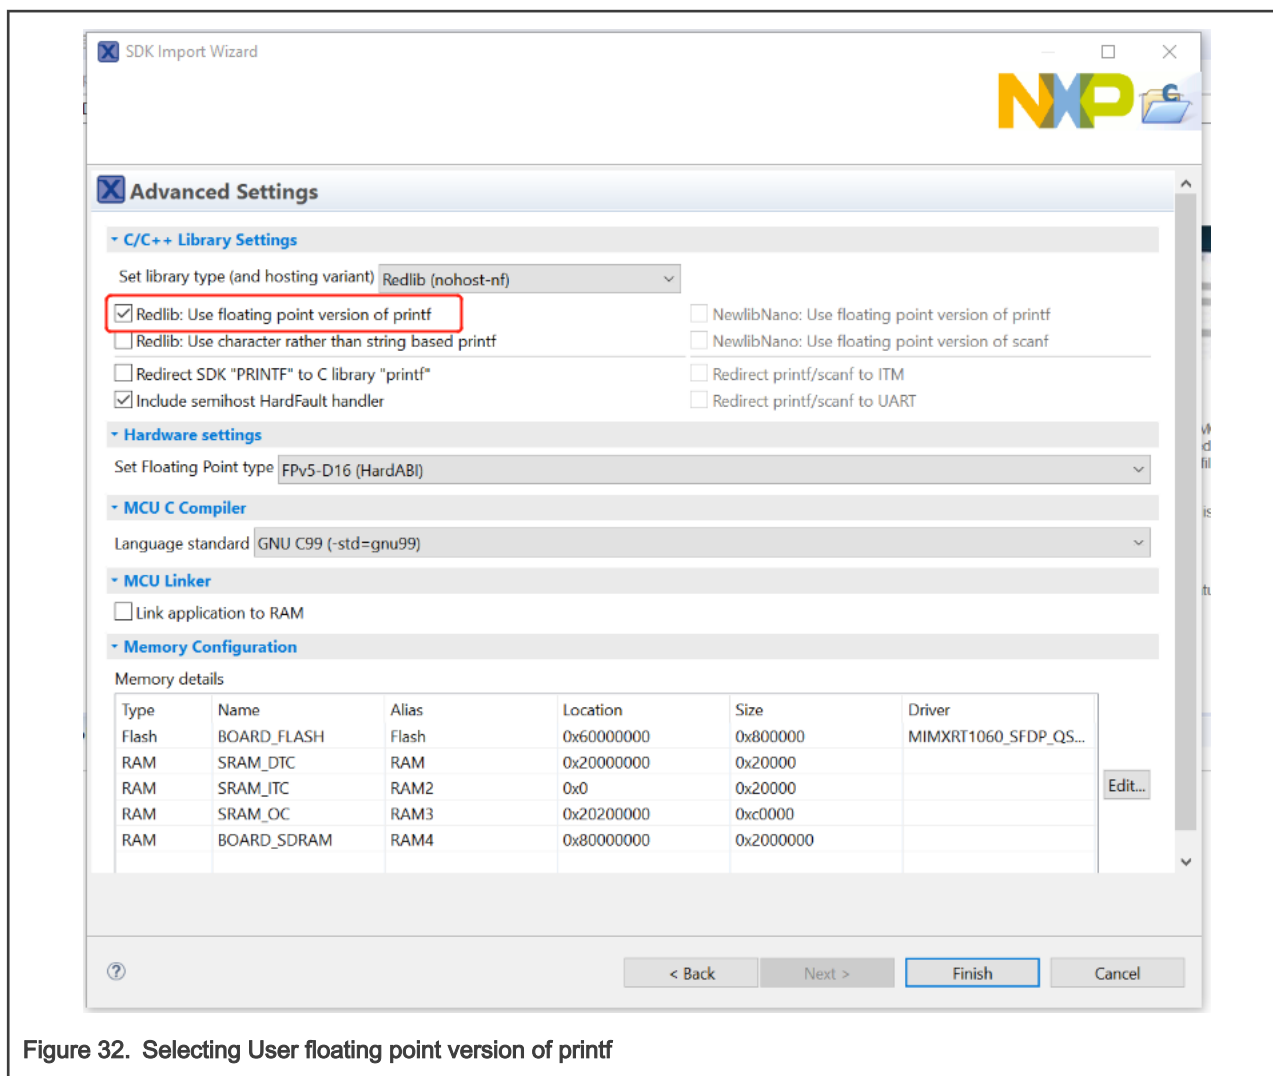 SDK Import Wizard
NXP
C
Advanced Settings
C/C++ Library Settings
Set library type (and hosting variant) Redlib (nohost-nf)
Redlib: Use floating point version of printf NewlibNano: Use floating point version of printf
Redlib: Use character rather than string based printf NewlibNano: Use floating point version of scanf
Redirect SDK "PRINTF" to C library "printf" Redirect printf/scanf to ITM
Include semihost HardFault handler Redirect printf/scanf to UART
Hardware settings
Set Floating Point type FPv5-D16 (HardABI)
MCU C Compiler
Language standard GNU C99 (-std=gnu99)
MCU Linker
Link application to RAM
Memory Configuration
Memory details
Type Name Alias Location Size Driver
Flash BOARD_FLASH Flash 0x60000000 0x800000 MIMXRT1060_SFDP_QS...
RAM SRAM_DTC RAM 0x20000000 0x20000
RAM SRAM_ITC RAM2 0x0 0x20000
RAM SRAM_OC RAM3 0x20200000 0xc0000
RAM BOARD_SDRAM RAM4 0x80000000 0x2000000
Edit...
< Back Next > Finish Cancel
Figure 32. Selecting User floating point version of printf